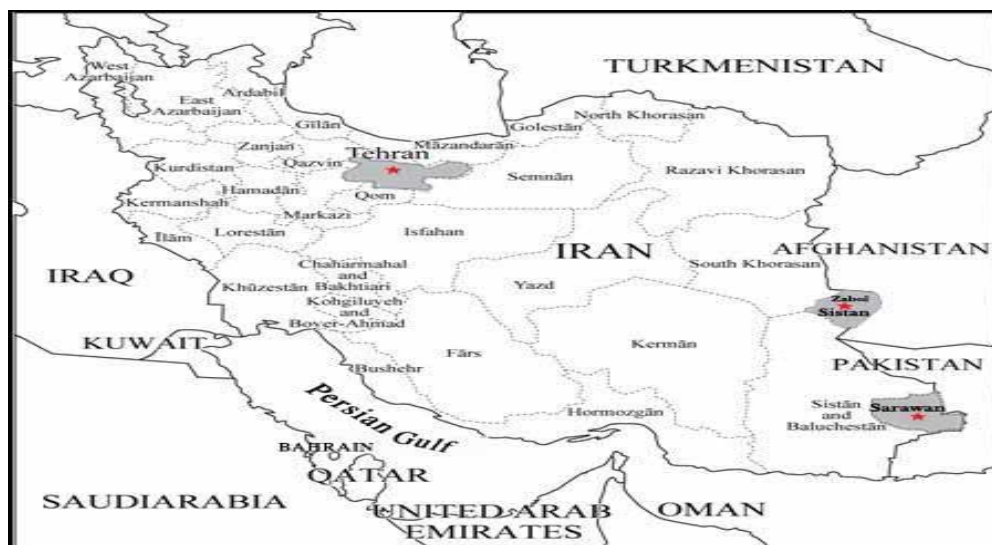 TURKMENISTAN
West
Azarbaijan
East
Azarbaijan
Ardabil
Gīlān
Māzandarān
Golestān
North Khorasan
Zanjan
Qazvin
Tehran
Kurdistan
Semnān
Razavi Khorasan
Hamadān
Qom
Kermanshah
Markazi
Īlām
Lorestān
Isfahan
IRAN
AFGHANISTAN
IRAQ
South Khorasan
Chaharmahal
and
Bakhtiari
Khūzestān
Yazd
Zabol
Sistan
Kohgiluyeh
and
Boyer-Ahmad
KUWAIT
Fārs
Kermān
PAKISTAN
Bushehr
Persian Gulf
Hormozgān
Sistān
and
Baluchestān
Sarawan
BAHRAIN
QATAR
SAUDIARABIA
UNITED ARAB
EMIRATES
OMAN